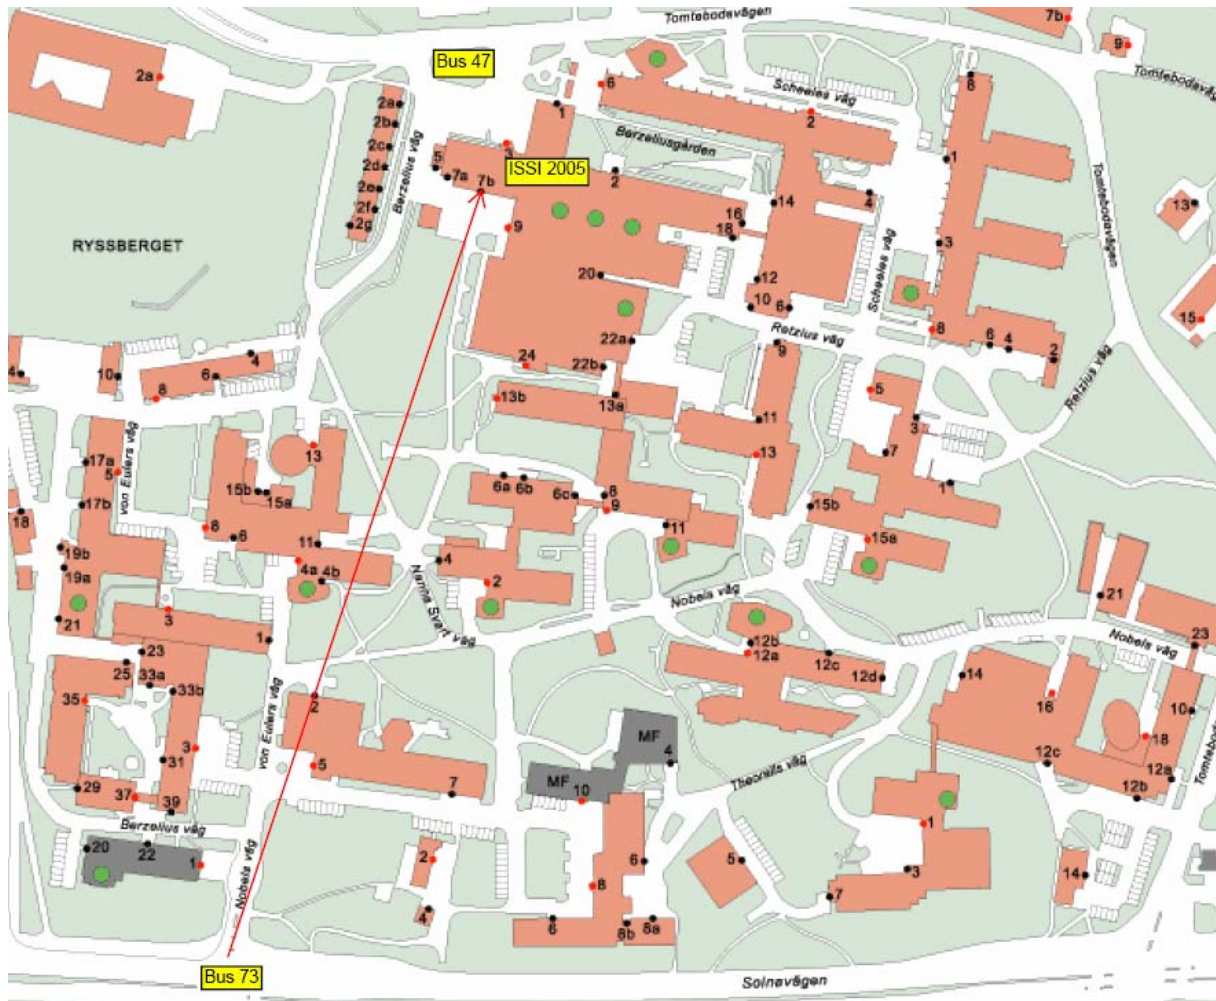 7b
Tomtebodavägen
9
2a
Bus 47
6
8
Tomtebodaväg
Scheeles väg
2a
1
2
2b
Berzeliusgården
2c
5
3
1
Berzelius väg
2d
7a
7b
ISSI 2005
2
2e
4
14
13
2f
16
2g
9
18
3
Tomtebodavägen
RYSSBERGET
Scheeles väg
20
12
10
6
15
8
Retzius väg
22a
9
6
4
2
4
4
10
6
24
22b
Retzius väg
8
13b
13a
5
11
3
von Eulers väg
13
17a
5
13
7
6a
6b
6c
8
1
15b
15a
17b
9
15b
18
8
6
11
11
15a
19b
4
4a
4b
19a
2
Nanna Svart väg
Nobels väg
21
3
21
1
12b
Nobels väg
23
23
12a
12c
25
33a
12d
14
33b
35
2
16
10
von Eulers väg
MF
18
3
31
5
4
12c
MF
Theorells väg
Tomteboda
29
7
12a
37
10
12b
39
Berzelius väg
1
20
22
1
2
6
5
3
14
Nobels väg
8
7
4
6
8b
8a
Bus 73
Solnavägen